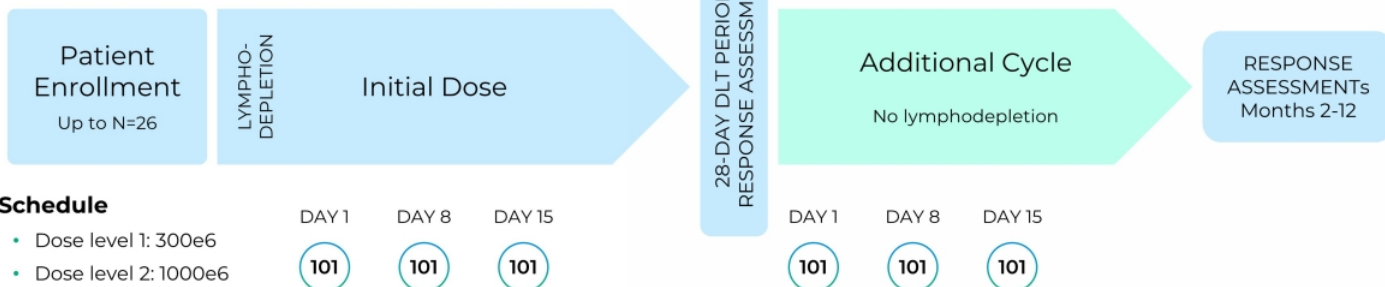 Patient
Enrollment
Up to N=26
LYMPHO-
DEPLETION
Initial Dose
28-DAY DLT
RESPONSE
Additional Cycle
No lymphodepletion
RESPONSE
ASSESSMENTs
Months 2-12
Schedule
• Dose level 1: 300e6
• Dose level 2: 1000e6
DAY 1
DAY 8
DAY 15
101
101
101
DAY 1
DAY 8
DAY 15
101
101
101